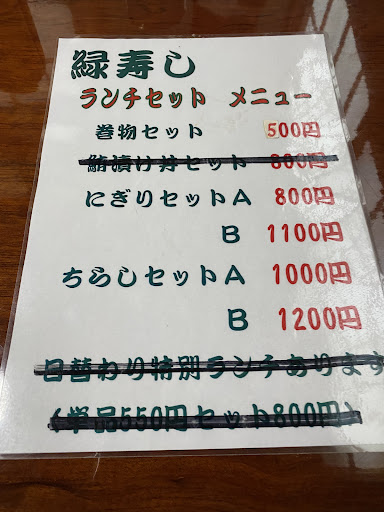 緑寿し
ランチセット メニュー
巻物セット 500円
鮪漬け丼セット 800円
にぎりセットA 800円
B 1100円
ちらしセットA 1000円
B 1200円
日替わり特別ランチあります
(単品550円セット800円)